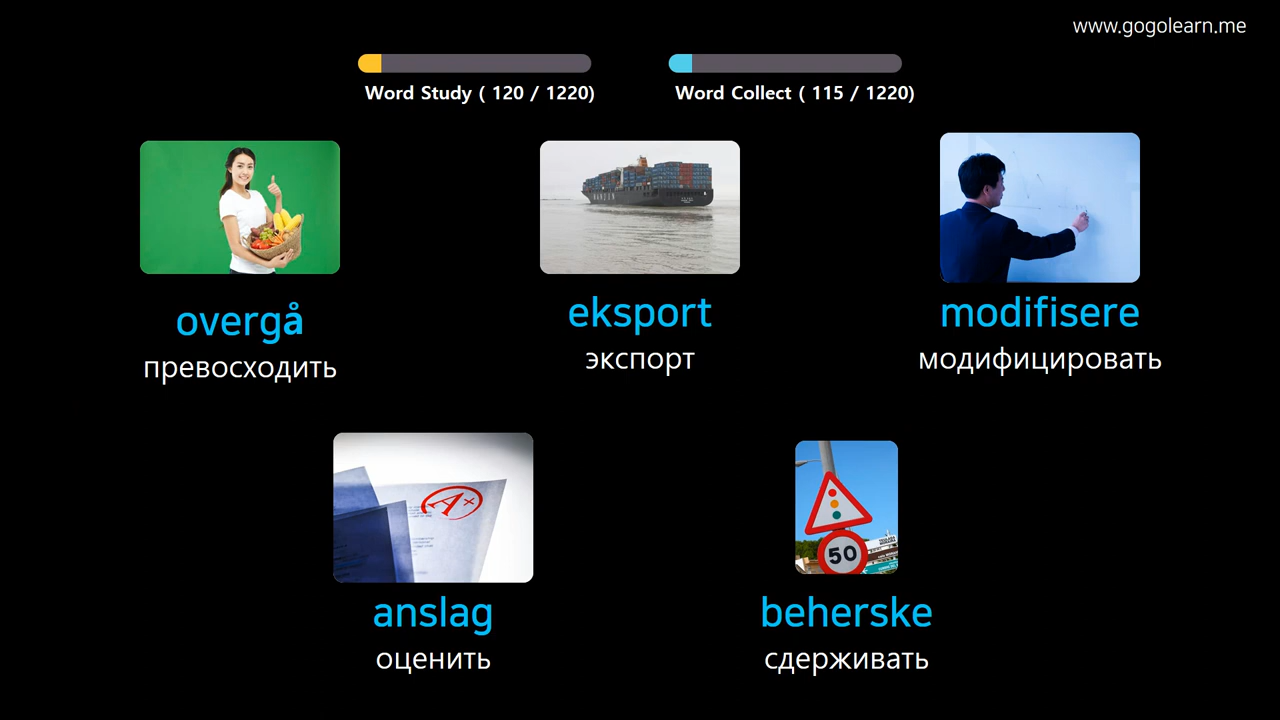 www.gogolearn.me
Word Study ( 120 / 1220)
Word Collect ( 115 / 1220)
overgå
превосходить
eksport
экспорт
modifisere
модифицировать
A+
anslag
оценить
50
beherske
сдерживать